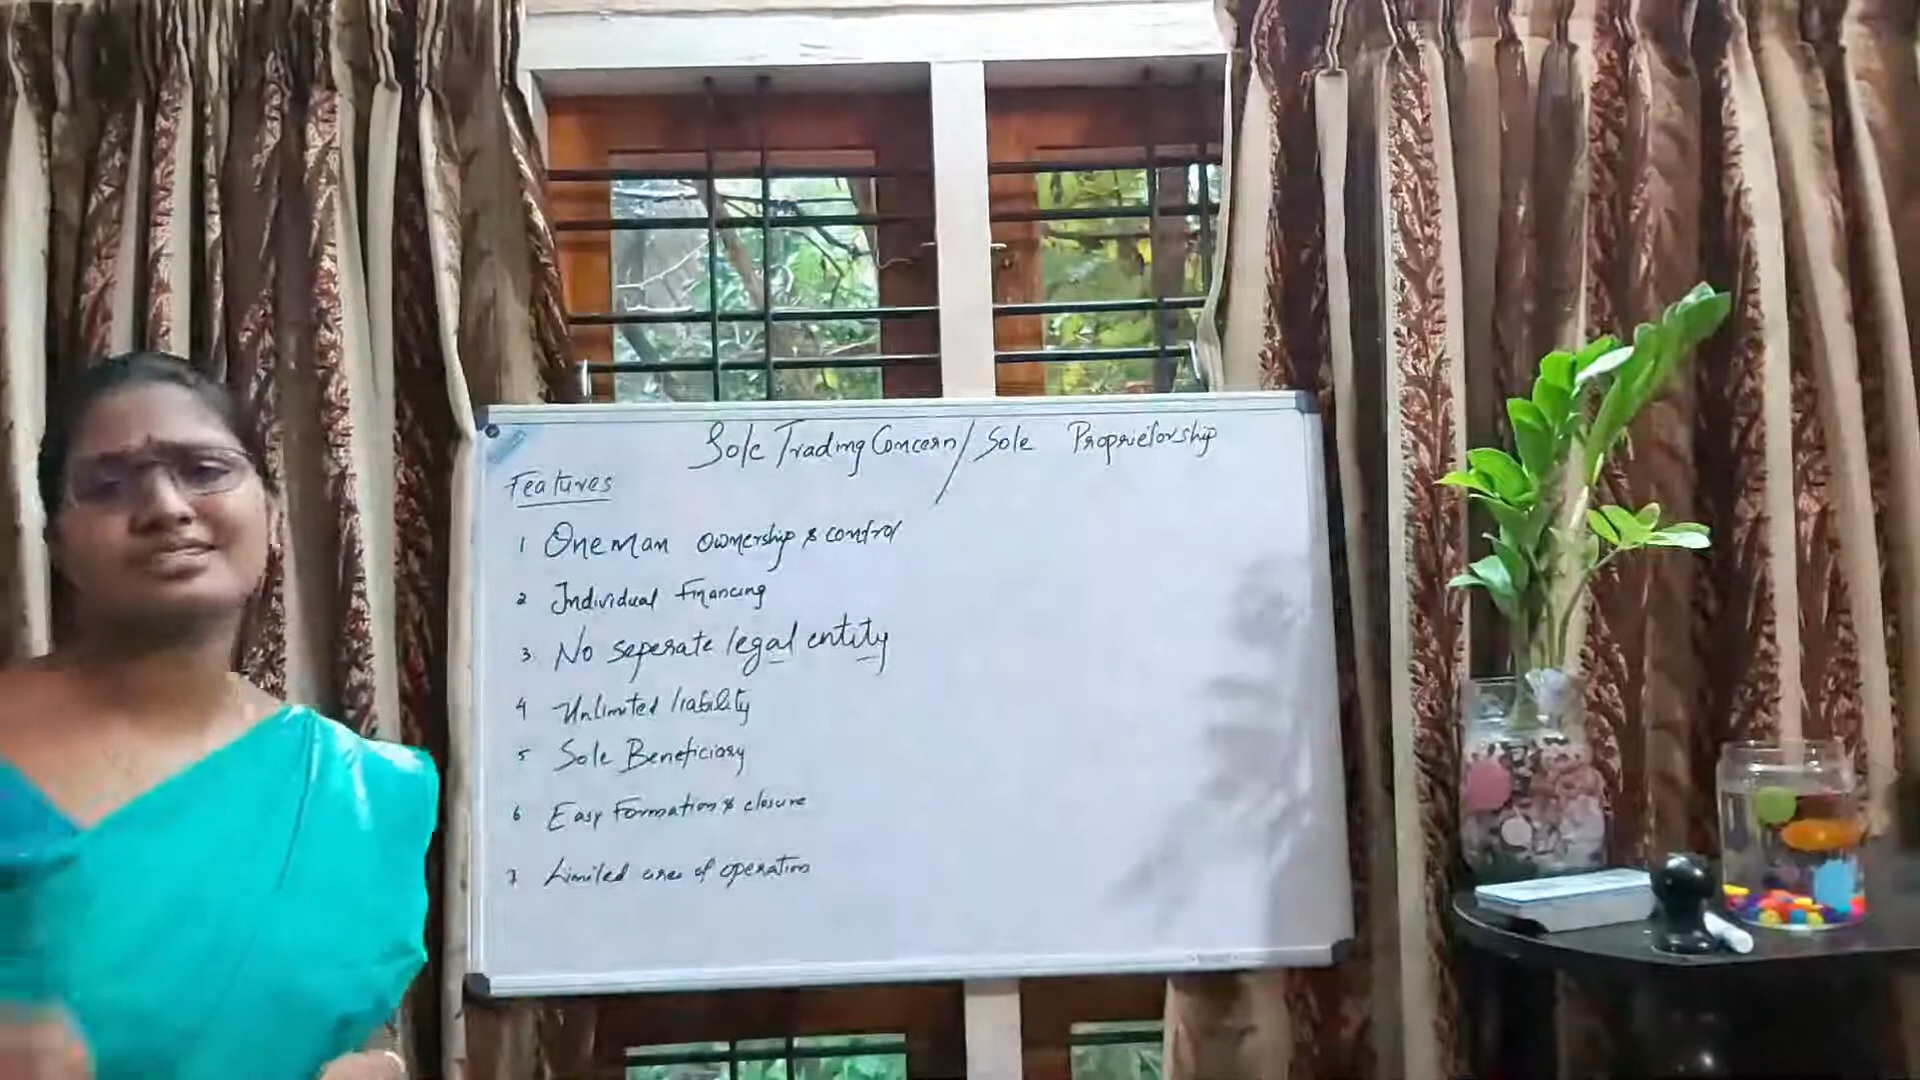 Sole Trading Concern/ Sole Proprietorship
Features
1 One man ownership & control
2 Individual Financing
3. No seperate legal entity
4 Unlimited liability
5 Sole Beneficiary
6 Easy Formation & closure
7 Limited area of operation